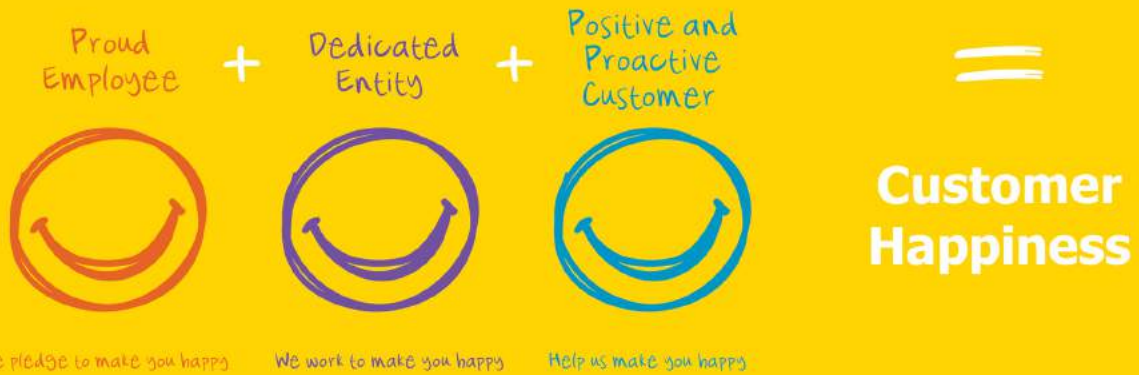 Proud
Employee
+
Dedicated
Entity
+
Positive and
Proactive
Customer
=
Customer
Happiness
pledge to make you happy
We work to make you happy
Help us make you happy